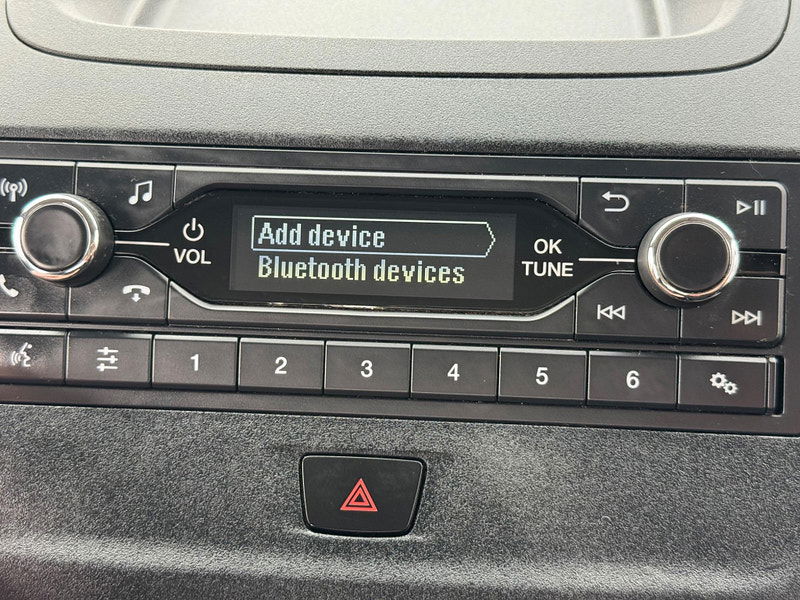 VOL
Add device
Bluetooth devices
OK
TUNE
1 2 3 4 5 6